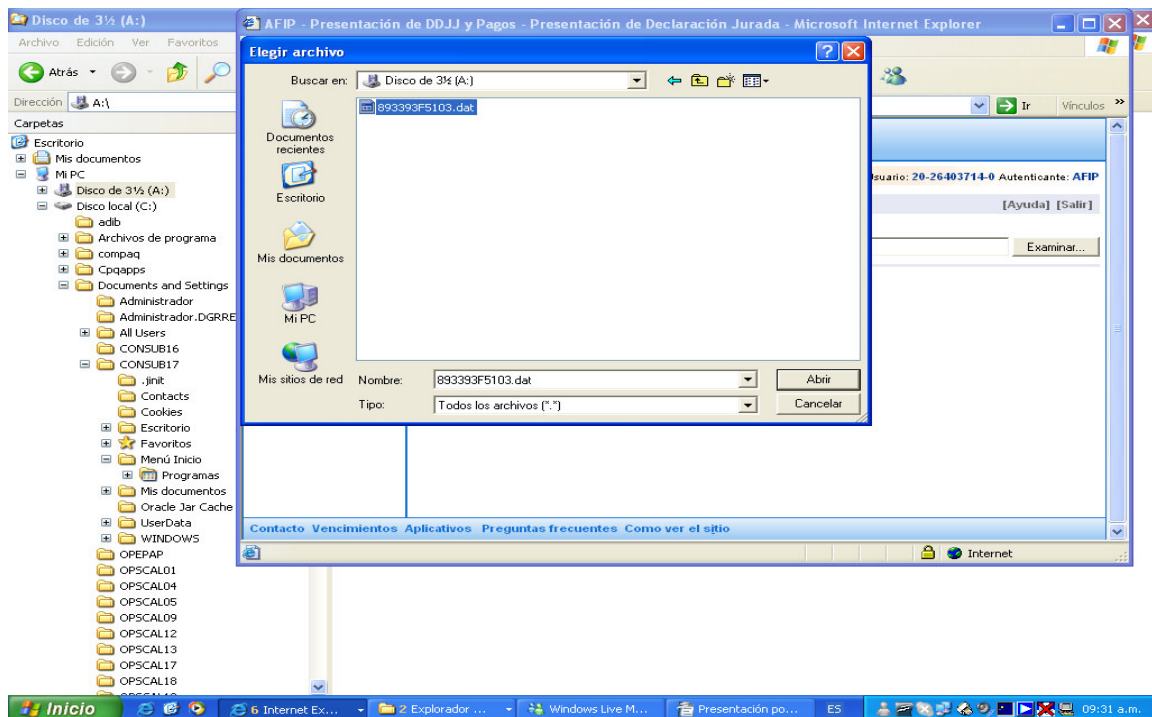 Disco de 3½ (A:)
Archivo Edición Ver Favoritos
Atrás
Dirección A:\
Carpetas
Escritorio
Mis documentos
Mi PC
Disco de 3½ (A:)
Disco local (C:)
adib
Archivos de programa
compaq
Cpqapps
Documents and Settings
Administrador
Administrador.DGRRE
All Users
CONSUB16
CONSUB17
.jinit
Contacts
Cookies
Escritorio
Favoritos
Menú Inicio
Programas
Mis documentos
Oracle Jar Cache
UserData
WINDOWS
OPEPAP
OPSCAL01
OPSCAL04
OPSCAL05
OPSCAL09
OPSCAL12
OPSCAL13
OPSCAL17
OPSCAL18
AFIP - Presentación de DDJJ y Pagos - Presentación de Declaración Jurada - Microsoft Internet Explorer
Elegir archivo
Buscar en: Disco de 3½ (A:)
893393F5103.dat
Documentos recientes
Escritorio
Mis documentos
Mi PC
Mis sitios de red
Nombre: 893393F5103.dat Abrir
Tipo: Todos los archivos (*.*) Cancelar
Ir Vínculos »
Usuario: 20-26403714-0 Autenticante: AFIP
[Ayuda] [Salir]
Examinar...
Contacto Vencimientos Aplicativos Preguntas frecuentes Como ver el sitio
Internet
Inicio 6 Internet Ex... 2 Explorador ... Windows Live M... Presentación po... ES 09:31 a.m.